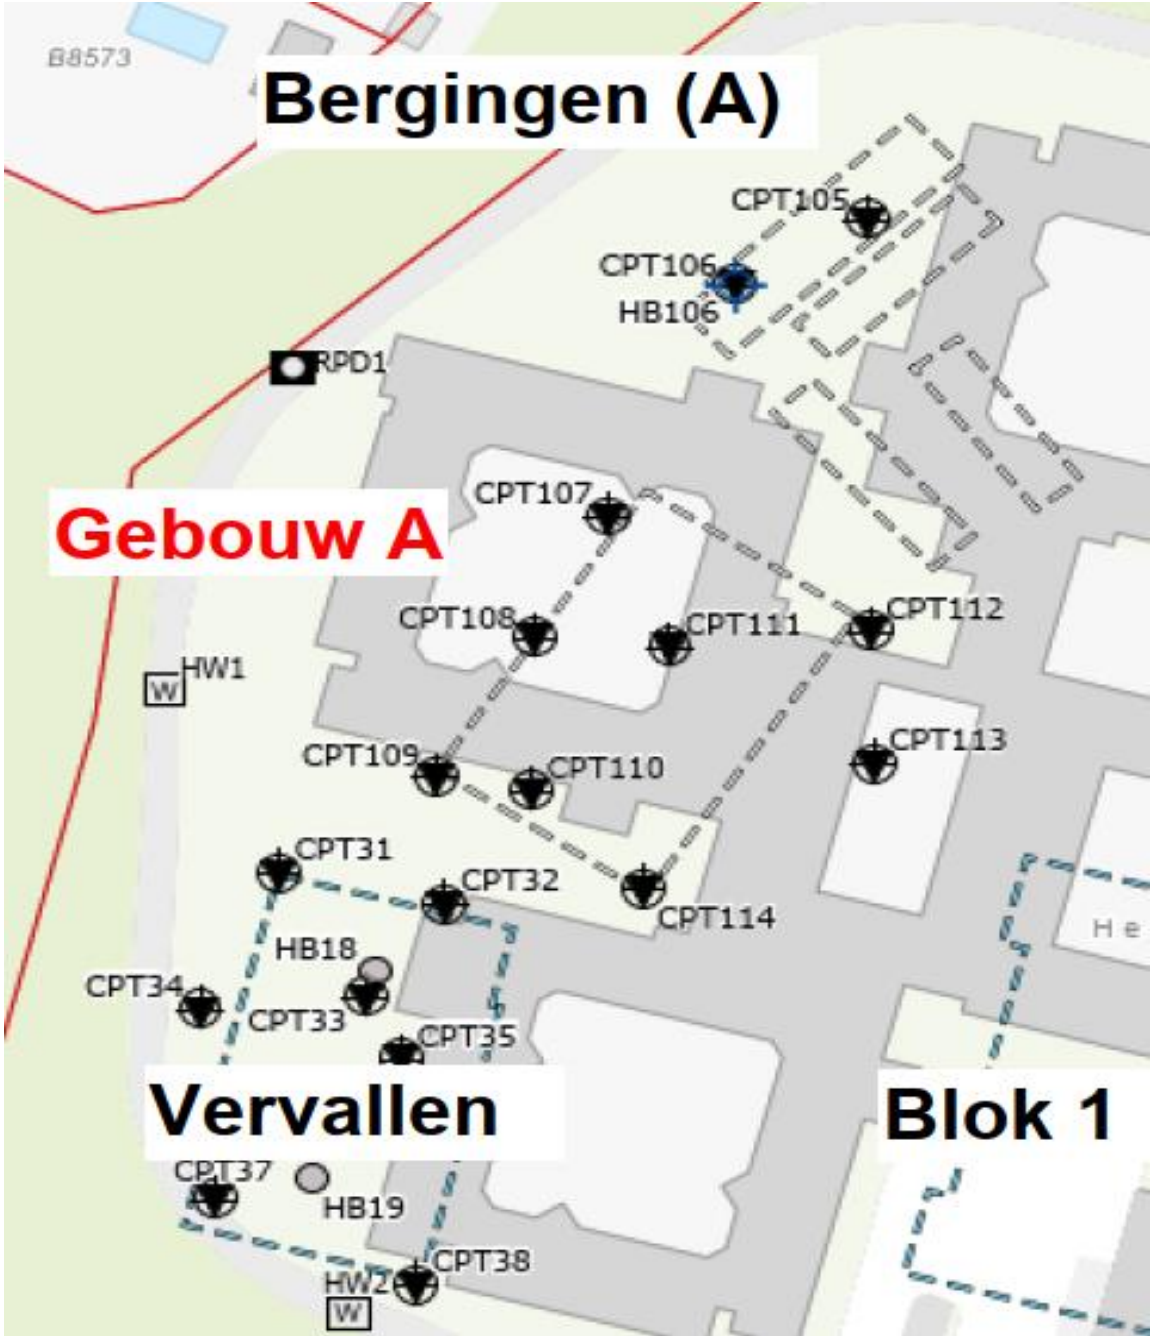 B8573
Bergingen (A)
CPT105
CPT106
HB106
RPD1
CPT107
Gebouw A
CPT108
CPT111
CPT112
HW1
W
CPT109
CPT110
CPT113
CPT31
CPT32
CPT114
He
HB18
CPT34
CPT33
CPT35
Vervallen
Blok 1
CPT37
HB19
CPT38
HW2
W